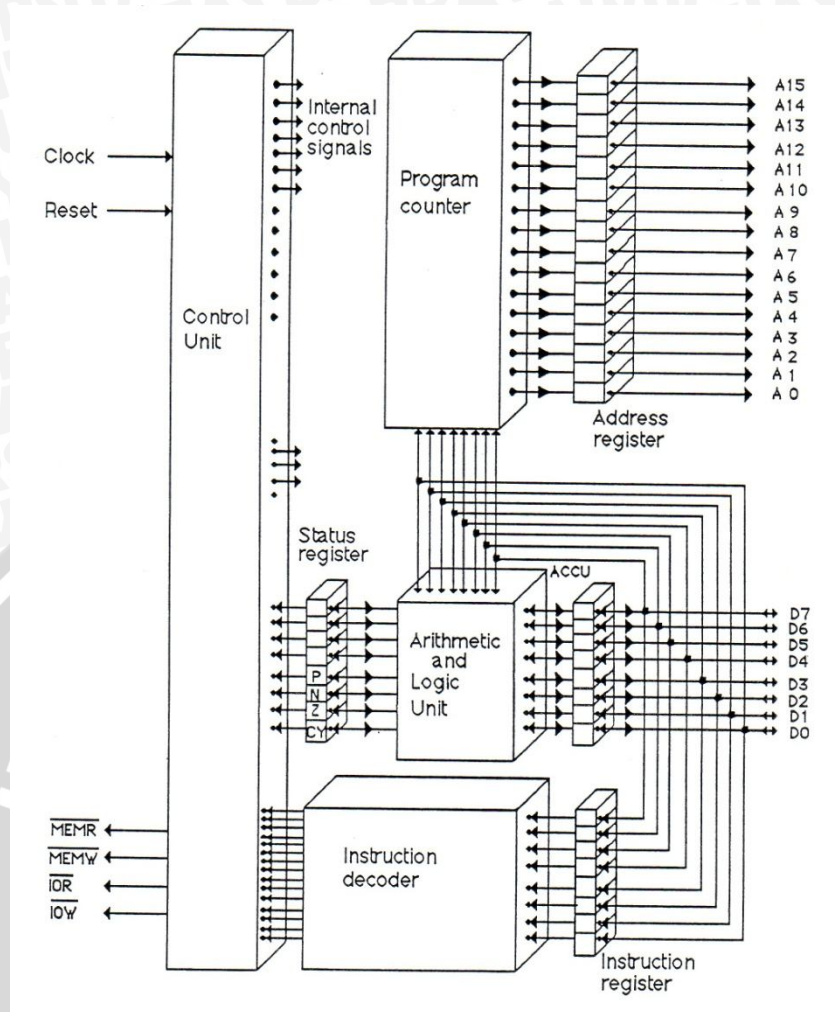 Clock
Reset
Internal
control
signals
Control
Unit
Program
counter
A15
A14
A13
A12
A11
A10
A9
A8
A7
A6
A5
A4
A3
A2
A1
A0
Address
register
Status
register
P
N
Z
CY
ACCU
Arithmetic
and
Logic
Unit
D7
D6
D5
D4
D3
D2
D1
D0
MEMR
MEMW
IOR
IOW
Instruction
decoder
Instruction
register